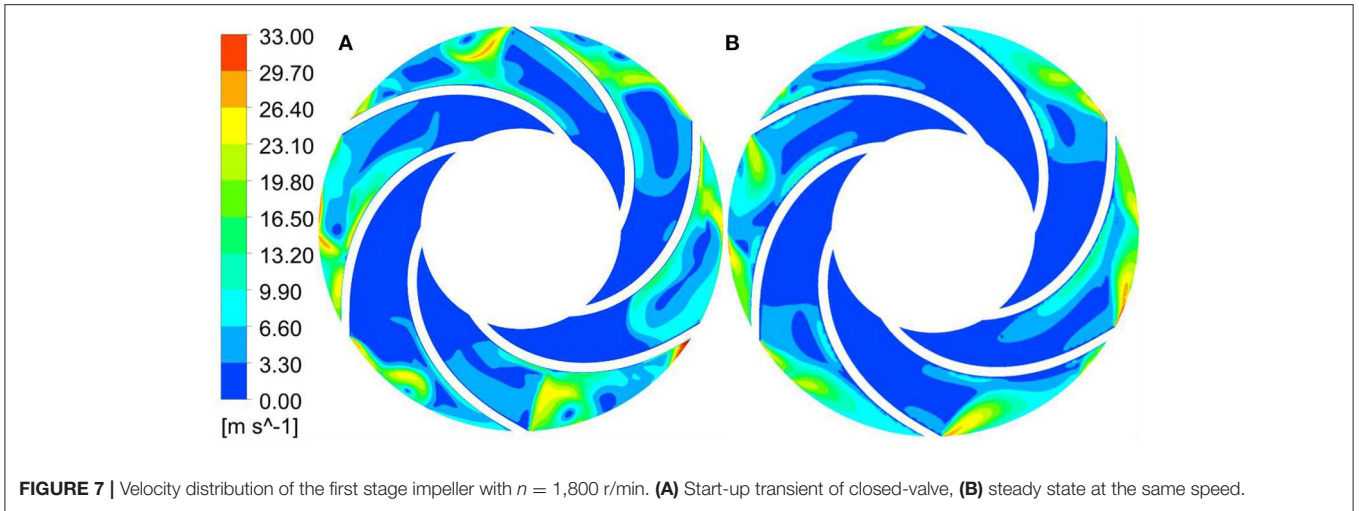 33.00
29.70
26.40
23.10
19.80
16.50
13.20
9.90
6.60
3.30
0.00
[m s^-1]
A
B
FIGURE 7 | Velocity distribution of the first stage impeller with n = 1,800 r/min. (A) Start-up transient of closed-valve, (B) steady state at the same speed.